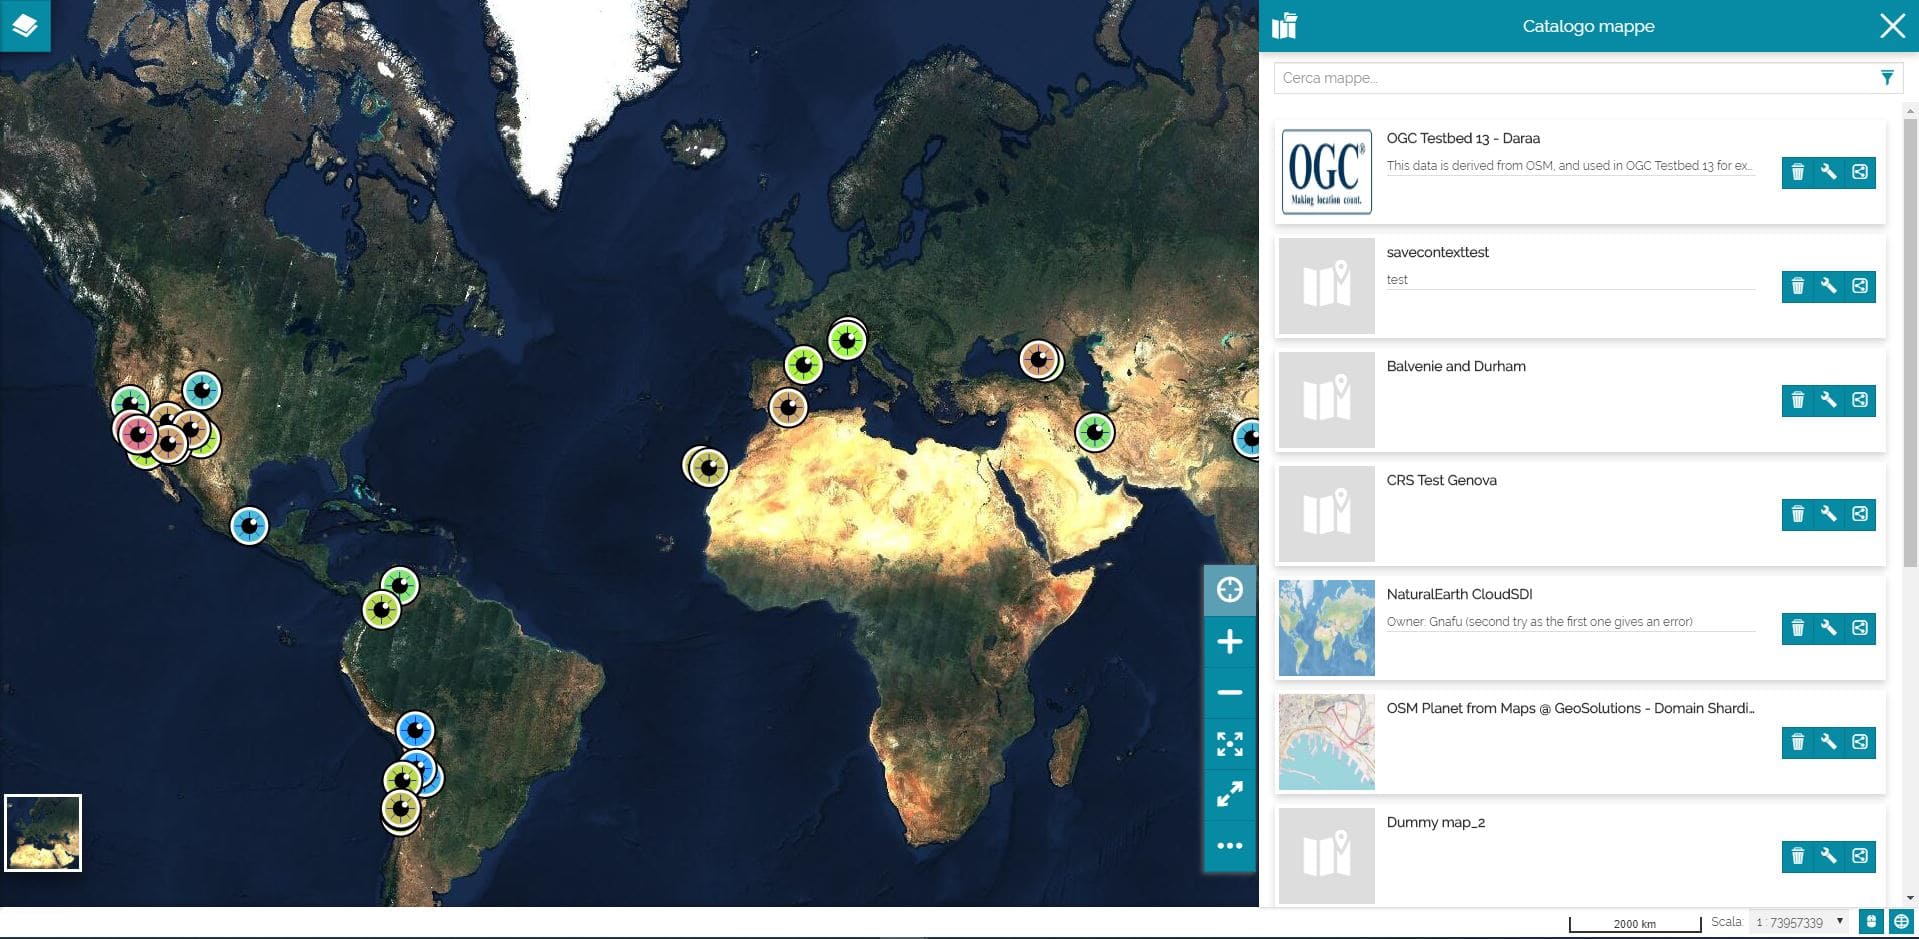 Catalogo mappe
Cerca mappe...
OGC®
Making location count.
OGC Testbed 13 - Daraa
This data is derived from OSM, and used in OGC Testbed 13 for ex...
savecontexttest
test
Balvenie and Durham
CRS Test Genova
NaturalEarth CloudSDI
Owner: Gnafu (second try as the first one gives an error)
OSM Planet from Maps @ GeoSolutions - Domain Shardi...
Dummy map_2
2000 km
Scala: 1 : 73957339